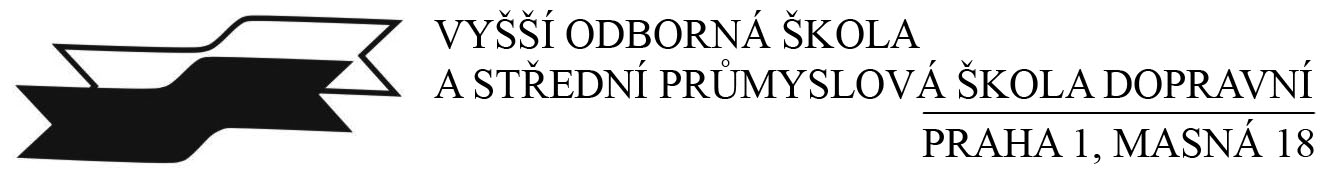 VYŠŠÍ ODBORNÁ ŠKOLA
A STŘEDNÍ PRŮMYSLOVÁ ŠKOLA DOPRAVNÍ
PRAHA 1, MASNÁ 18